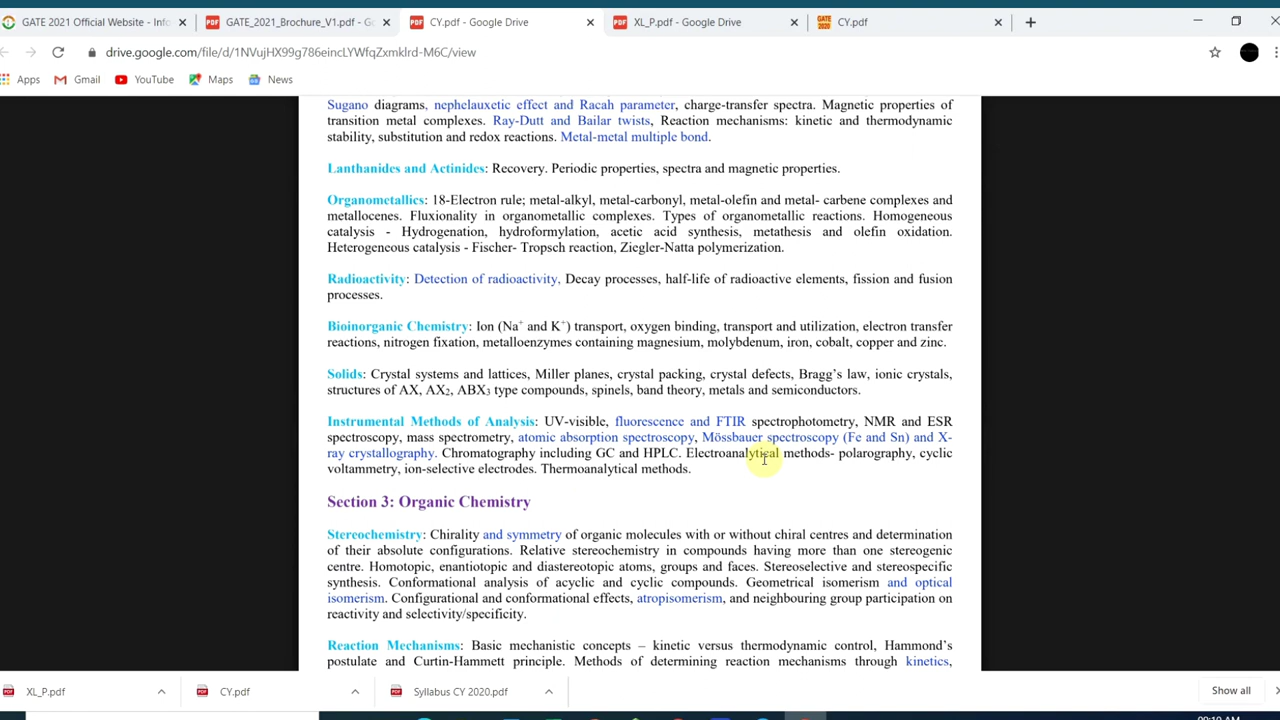 GATE 2021 Official Website - Info
GATE_2021_Brochure_V1.pdf - Go
CY.pdf - Google Drive
XL_P.pdf - Google Drive
GATE 2020 CY.pdf
drive.google.com/file/d/1NVujHX99g786eincLYWfqZxmklrd-M6C/view
Apps Gmail YouTube Maps News
Sugano diagrams, nephelauxetic effect and Racah parameter, charge-transfer spectra. Magnetic properties of
transition metal complexes. Ray-Dutt and Bailar twists, Reaction mechanisms: kinetic and thermodynamic
stability, substitution and redox reactions. Metal-metal multiple bond.
Lanthanides and Actinides: Recovery. Periodic properties, spectra and magnetic properties.
Organometallics: 18-Electron rule; metal-alkyl, metal-carbonyl, metal-olefin and metal- carbene complexes and
metallocenes. Fluxionality in organometallic complexes. Types of organometallic reactions. Homogeneous
catalysis - Hydrogenation, hydroformylation, acetic acid synthesis, metathesis and olefin oxidation.
Heterogeneous catalysis - Fischer- Tropsch reaction, Ziegler-Natta polymerization.
Radioactivity: Detection of radioactivity, Decay processes, half-life of radioactive elements, fission and fusion
processes.
Bioinorganic Chemistry: Ion (Na⁺ and K⁺) transport, oxygen binding, transport and utilization, electron transfer
reactions, nitrogen fixation, metalloenzymes containing magnesium, molybdenum, iron, cobalt, copper and zinc.
Solids: Crystal systems and lattices, Miller planes, crystal packing, crystal defects, Bragg’s law, ionic crystals,
structures of AX, AX₂, ABX₃ type compounds, spinels, band theory, metals and semiconductors.
Instrumental Methods of Analysis: UV-visible, fluorescence and FTIR spectrophotometry, NMR and ESR
spectroscopy, mass spectrometry, atomic absorption spectroscopy, Mössbauer spectroscopy (Fe and Sn) and X-
ray crystallography. Chromatography including GC and HPLC. Electroanalytical methods- polarography, cyclic
voltammetry, ion-selective electrodes. Thermoanalytical methods.
Section 3: Organic Chemistry
Stereochemistry: Chirality and symmetry of organic molecules with or without chiral centres and determination
of their absolute configurations. Relative stereochemistry in compounds having more than one stereogenic
centre. Homotopic, enantiotopic and diastereotopic atoms, groups and faces. Stereoselective and stereospecific
synthesis. Conformational analysis of acyclic and cyclic compounds. Geometrical isomerism and optical
isomerism. Configurational and conformational effects, atropisomerism, and neighbouring group participation on
reactivity and selectivity/specificity.
Reaction Mechanisms: Basic mechanistic concepts – kinetic versus thermodynamic control, Hammond’s
postulate and Curtin-Hammett principle. Methods of determining reaction mechanisms through kinetics,
XL_P.pdf
CY.pdf
Syllabus CY 2020.pdf
Show all